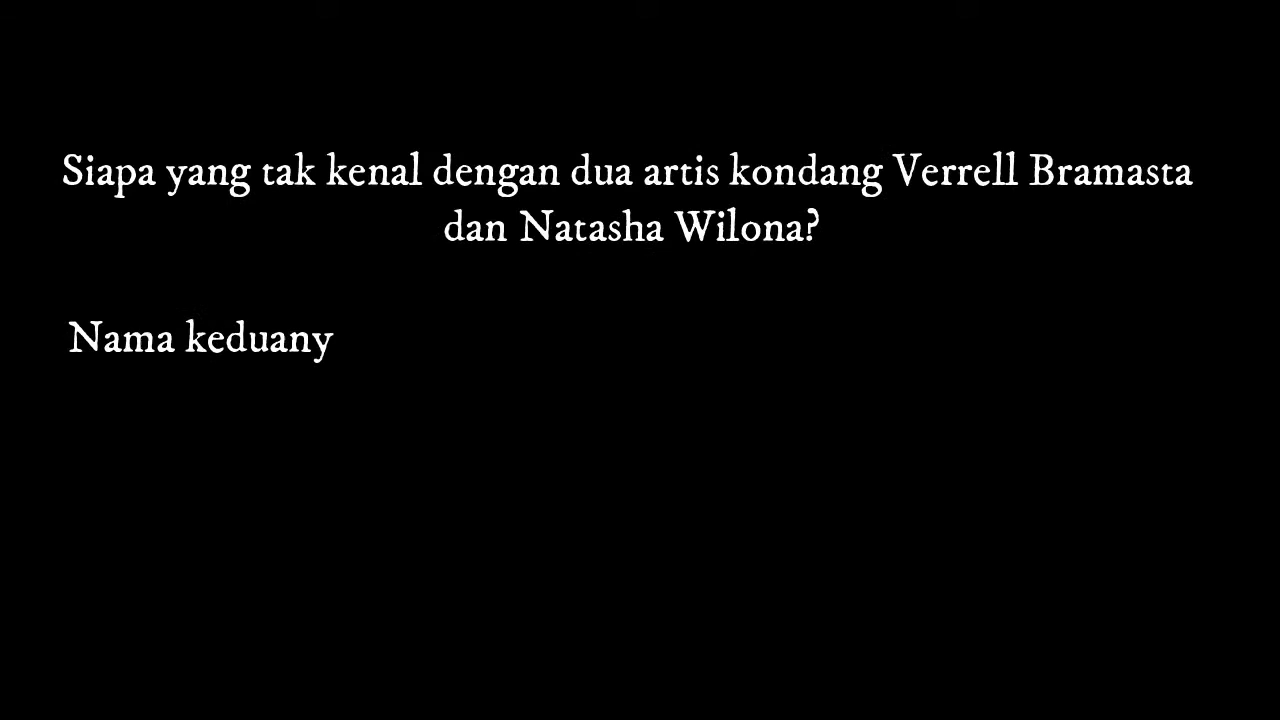 Siapa yang tak kenal dengan dua artis kondang Verrell Bramasta
dan Natasha Wilona?
Nama keduany